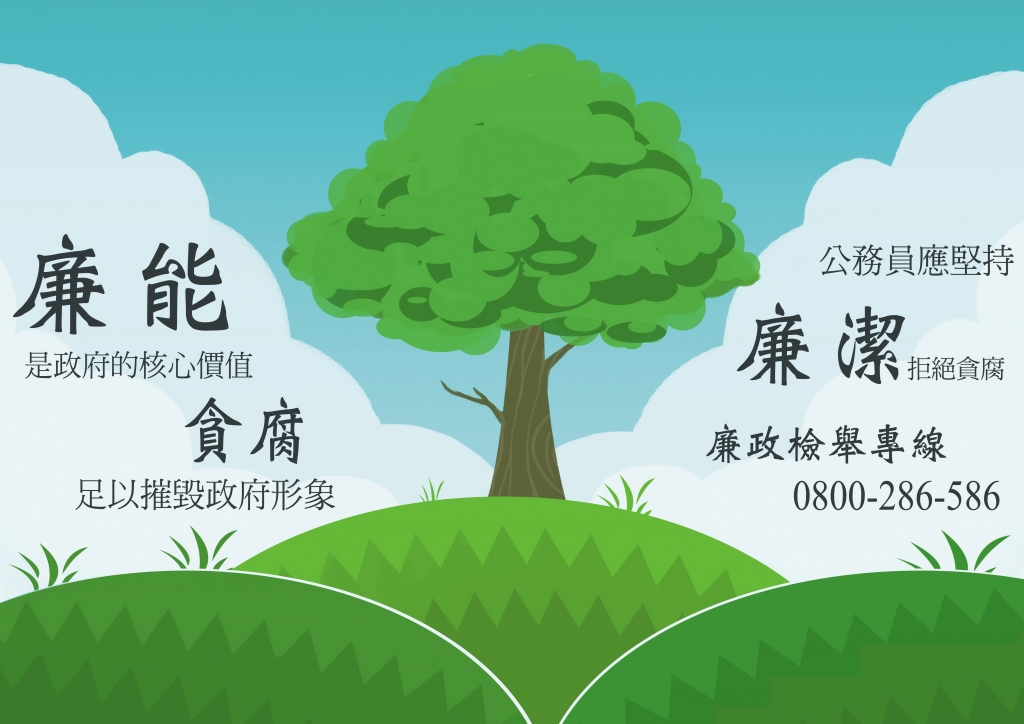 廉能
是政府的核心價值
貪腐
足以摧毀政府形象
公務員應堅持
廉潔拒絕貪腐
廉政檢舉專線
0800-286-586